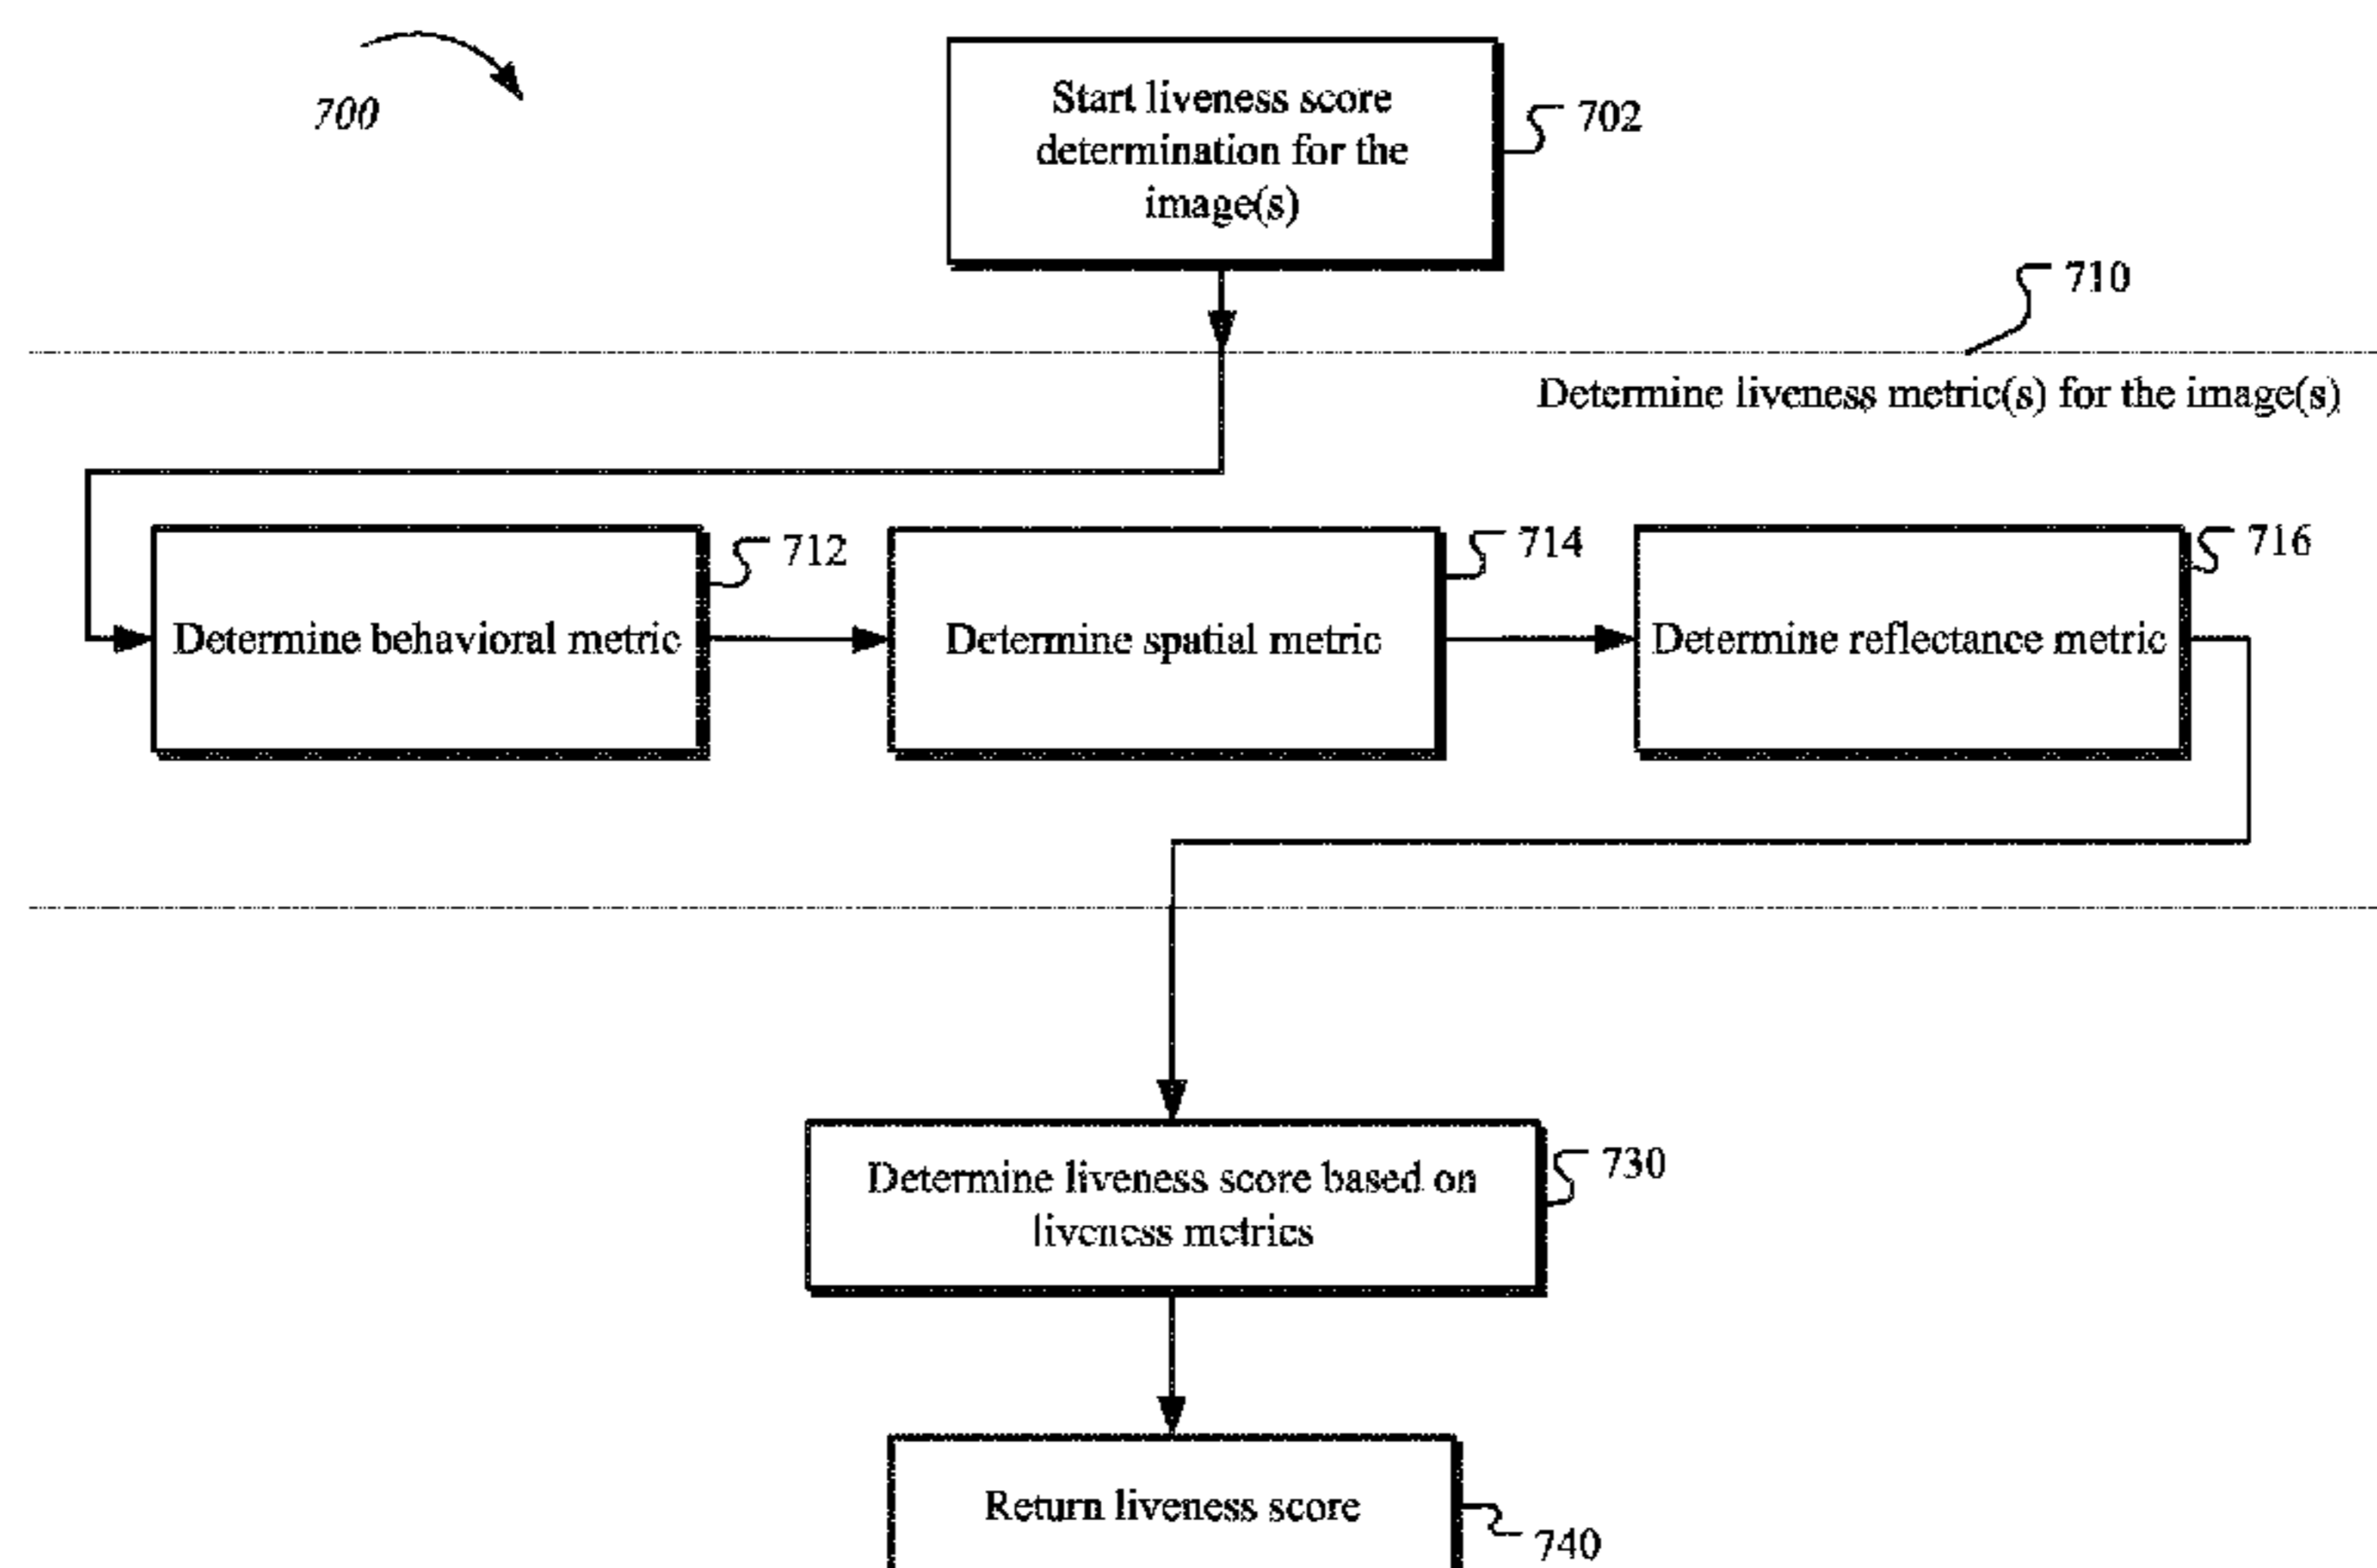 700
Start liveness score
determination for the
image(s)
702
710
Determine liveness metric(s) for the image(s)
712
714
716
Determine behavioral metric
Determine spatial metric
Determine reflectance metric
Determine liveness score based on
liveness metrics
730
Return liveness score
740